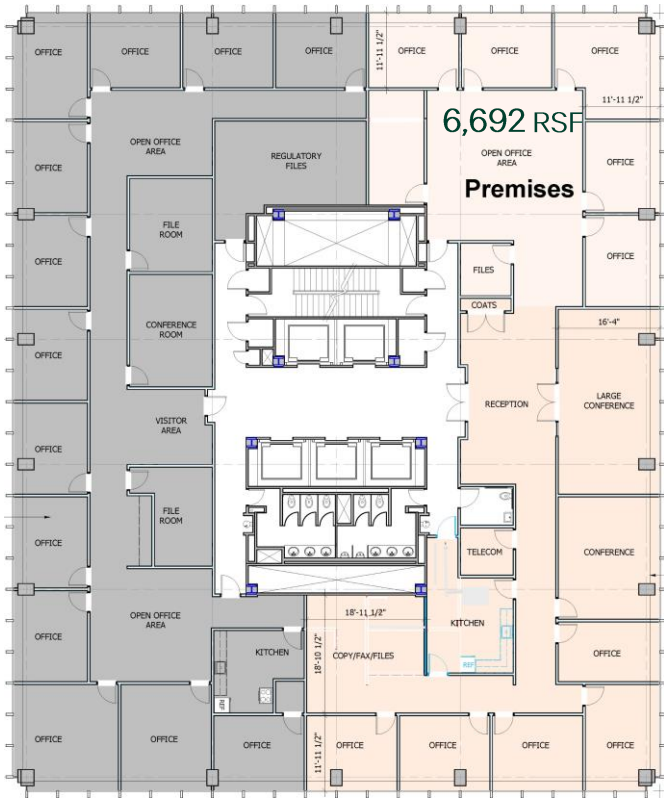 OFFICE
OFFICE
OFFICE
OFFICE
11'-11 1/2"
OFFICE
OFFICE
OFFICE
11'-11 1/2"
6,692 RSF
OPEN OFFICE
AREA
Premises
OPEN OFFICE
AREA
REGULATORY
FILES
OFFICE
OFFICE
FILE
ROOM
OFFICE
OFFICE
FILES
COATS
16'-4"
CONFERENCE
ROOM
OFFICE
RECEPTION
LARGE
CONFERENCE
VISITOR
AREA
OFFICE
FILE
ROOM
OFFICE
TELECOM
CONFERENCE
OPEN OFFICE
AREA
18'-11 1/2"
KITCHEN
OFFICE
KITCHEN
18'-10 1/2"
COPY/FAX/FILES
OFFICE
REF
REF
OFFICE
OFFICE
OFFICE
11'-11 1/2"
OFFICE
OFFICE
OFFICE
OFFICE